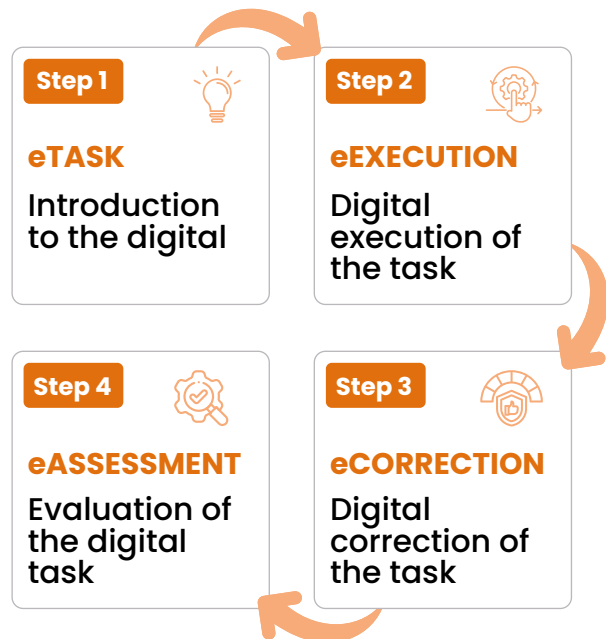 Step 1
eTASK
Introduction
to the digital
Step 2
eEXECUTION
Digital
execution of
the task
Step 3
eCORRECTION
Digital
correction of
the task
Step 4
eASSESSMENT
Evaluation of
the digital
task